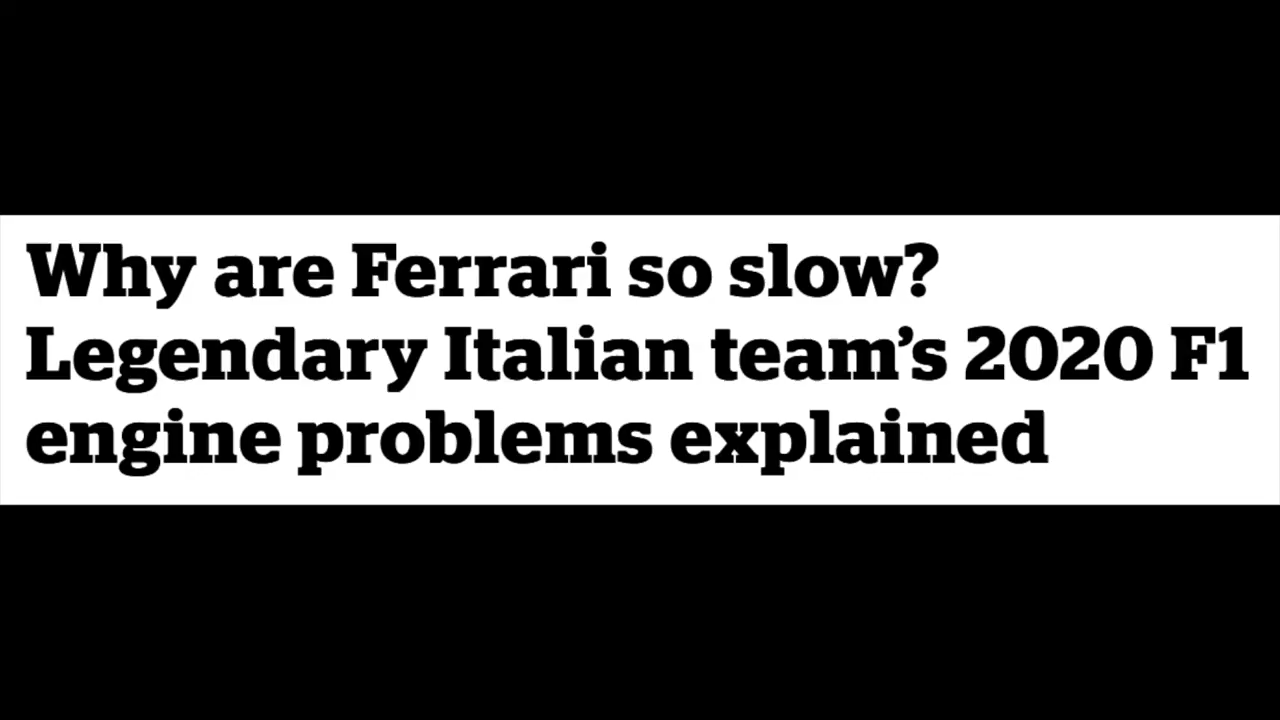 Why are Ferrari so slow?
Legendary Italian team’s 2020 F1
engine problems explained